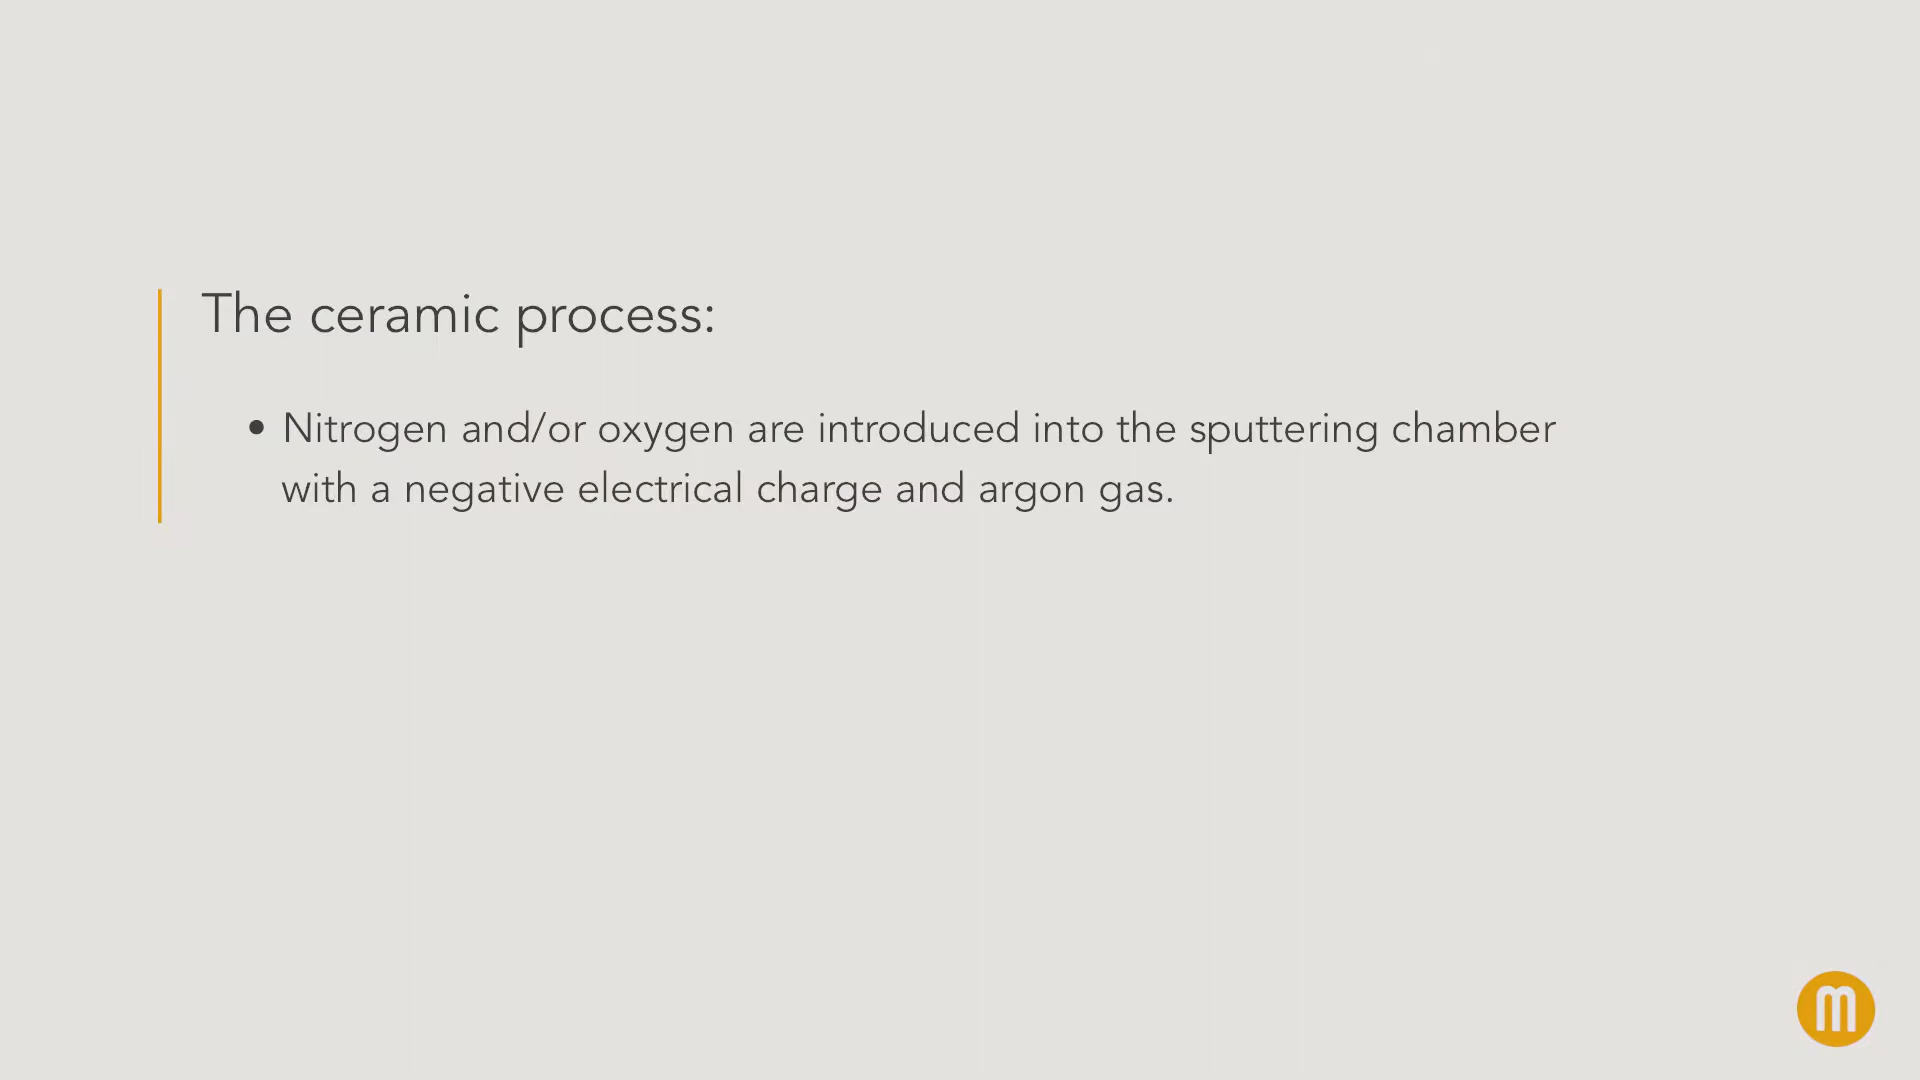 The ceramic process:
• Nitrogen and/or oxygen are introduced into the sputtering chamber
with a negative electrical charge and argon gas.
m